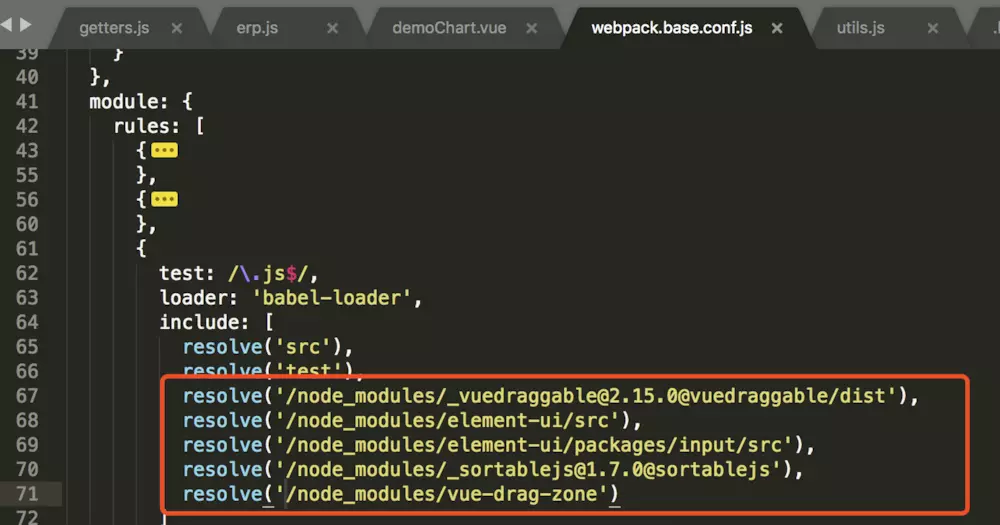 getters.js × erp.js × demoChart.vue × webpack.base.conf.js × utils.js ×
39 }
40 },
41 module: {
42 rules: [
43 {···
55 },
56 {···
60 },
61 {
62 test: /\.js$/,
63 loader: 'babel-loader',
64 include: [
65 resolve('src'),
66 resolve('test'),
67 resolve('/node_modules/_vuedraggable@2.15.0@vuedraggable/dist'),
68 resolve('/node_modules/element-ui/src'),
69 resolve('/node_modules/element-ui/packages/input/src'),
70 resolve('/node_modules/_sortablejs@1.7.0@sortablejs'),
71 resolve('/node_modules/vue-drag-zone')
72 ]